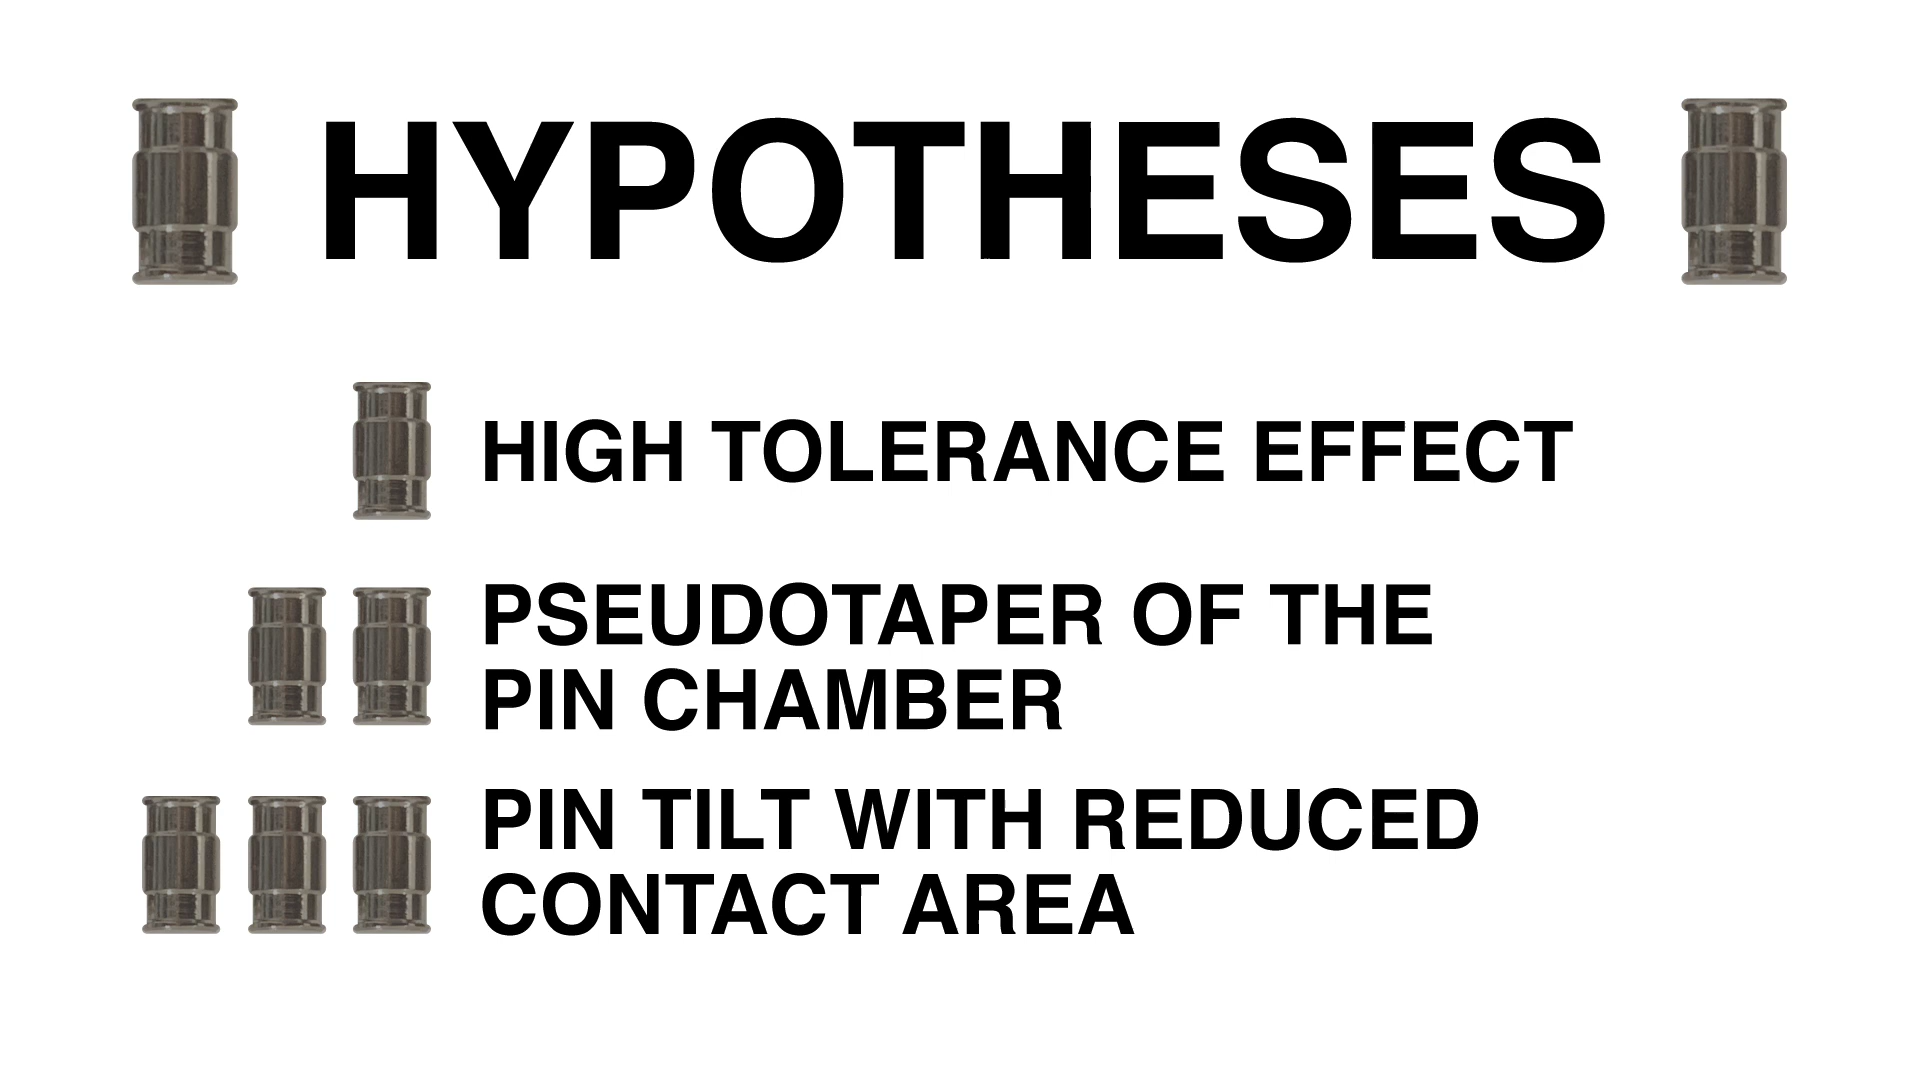 HYPOTHESES
HIGH TOLERANCE EFFECT
PSEUDOTAPER OF THE
PIN CHAMBER
PIN TILT WITH REDUCED
CONTACT AREA